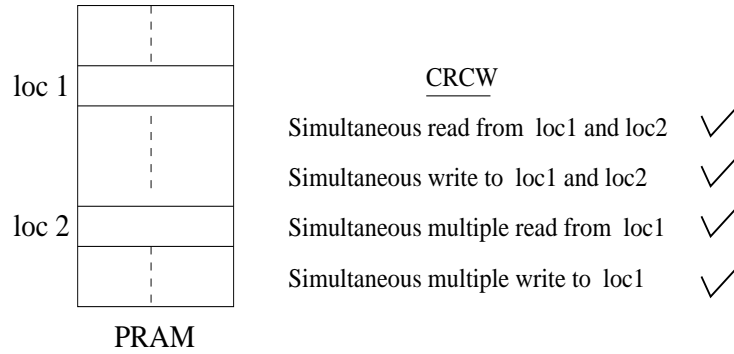 loc 1
loc 2
PRAM
CRCW
Simultaneous read from loc1 and loc2
Simultaneous write to loc1 and loc2
Simultaneous multiple read from loc1
Simultaneous multiple write to loc1